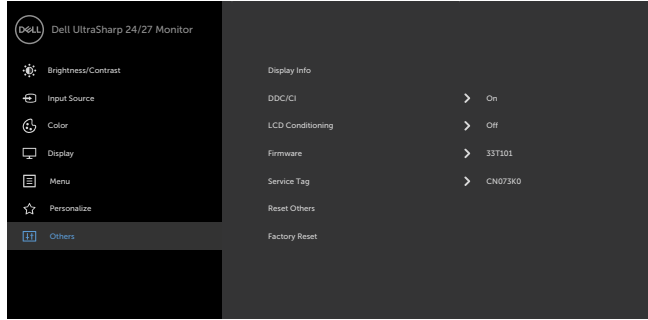 DELL Dell UltraSharp 24/27 Monitor
Brightness/Contrast
Input Source
Color
Display
Menu
Personalize
Others
Display Info
DDC/CI On
LCD Conditioning Off
Firmware 33T101
Service Tag CN073K0
Reset Others
Factory Reset